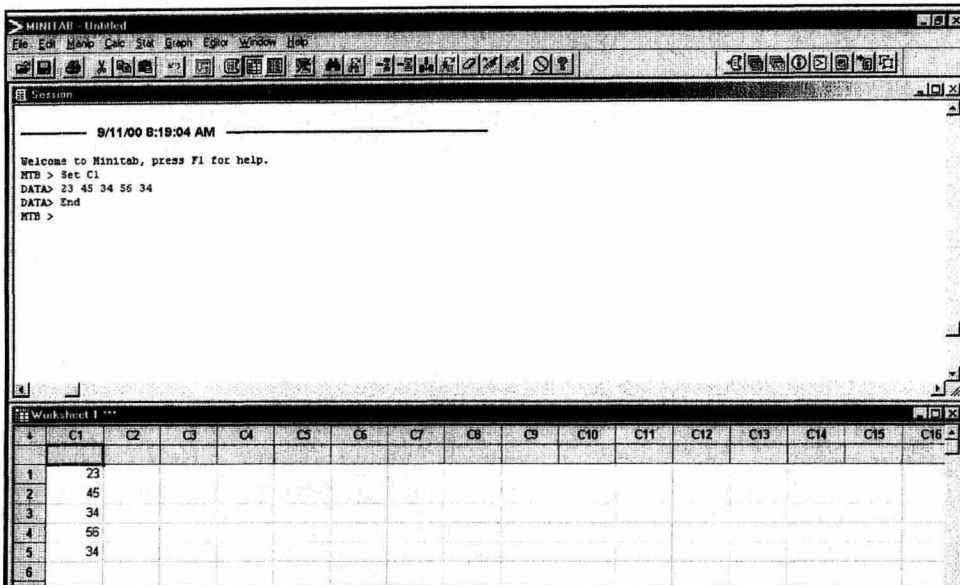 MINITAB - Untitled
File Edit Manip Calc Stat Graph Editor Window Help
Session
9/11/00 8:19:04 AM
Welcome to Minitab, press F1 for help.
MTB > Set C1
DATA> 23 45 34 56 34
DATA> End
MTB >
Worksheet 1 ***
C1 C2 C3 C4 C5 C6 C7 C8 C9 C10 C11 C12 C13 C14 C15 C16
1 23
2 45
3 34
4 56
5 34
6